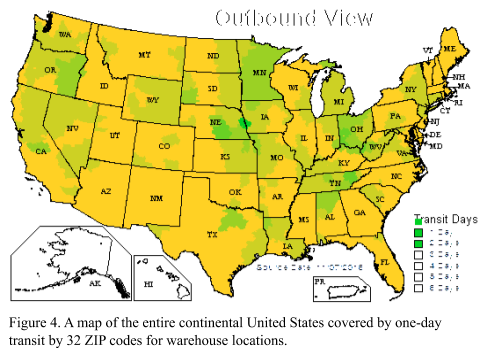 Outbound View
WA
MT
ND
MN
VT
ME
OR
ID
SD
WI
MI
NY
NH
MA
WY
RI
CT
NV
NE
IA
PA
NJ
UT
CO
IL
IN
OH
DE
MD
CA
KS
MO
KY
WV
VA
AZ
NM
OK
AR
TN
NC
SC
MS
AL
GA
TX
LA
FL
AK
HI
PR
Source Date 11/07/2018
Transit Days
1 Day
2 Days
3 Days
4 Days
5 Days
6 Days
Figure 4. A map of the entire continental United States covered by one-day
transit by 32 ZIP codes for warehouse locations.